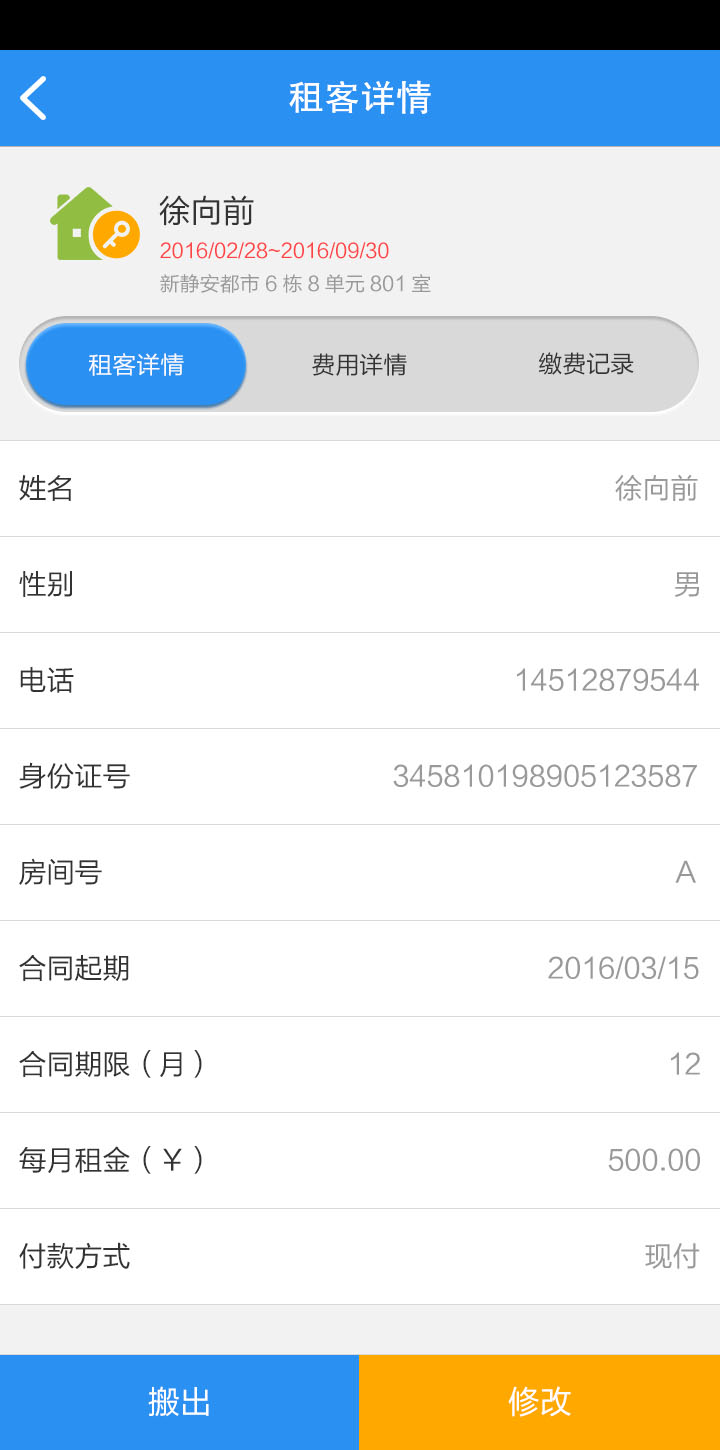 租客详情
徐向前
2016/02/28~2016/09/30
新静安都市 6 栋 8 单元 801 室
租客详情 费用详情 缴费记录
姓名 徐向前
性别 男
电话 14512879544
身份证号 345810198905123587
房间号 A
合同起期 2016/03/15
合同期限（月） 12
每月租金（￥） 500.00
付款方式 现付
搬出 修改